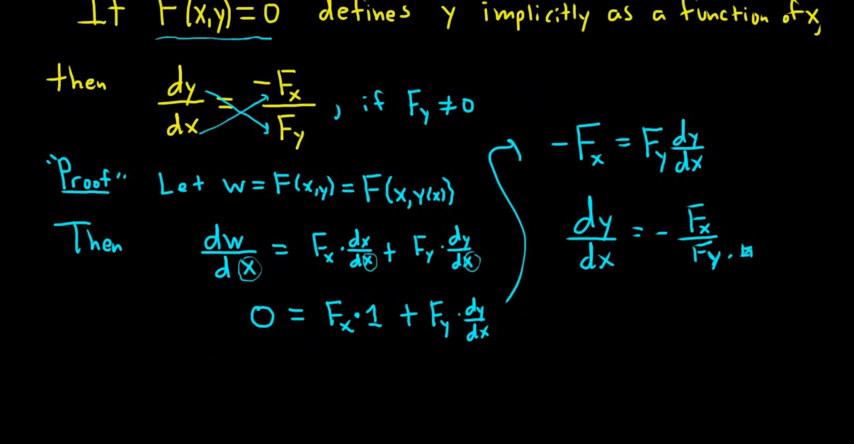 If F(x,y)=0 defines y implicitly as a function of x,
then dy/dx = -Fx/Fy, if Fy ≠ 0
"Proof" Let w = F(x,y) = F(x,y(x))
Then dw/dx = Fx · dx/dx + Fy · dy/dx
0 = Fx · 1 + Fy · dy/dx
-Fx = Fy dy/dx
dy/dx = - Fx/Fy .